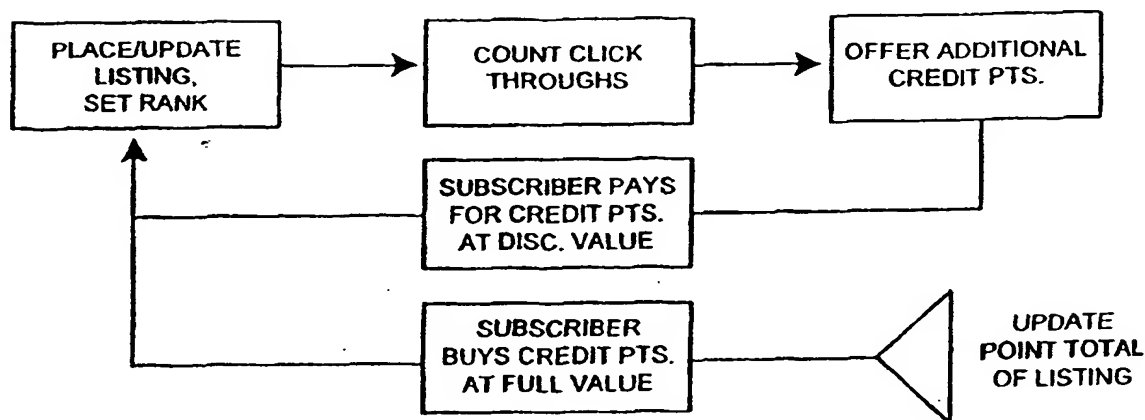 PLACE/UPDATE
LISTING,
SET RANK
COUNT CLICK
THROUGHS
OFFER ADDITIONAL
CREDIT PTS.
SUBSCRIBER PAYS
FOR CREDIT PTS.
AT DISC. VALUE
SUBSCRIBER
BUYS CREDIT PTS.
AT FULL VALUE
UPDATE
POINT TOTAL
OF LISTING